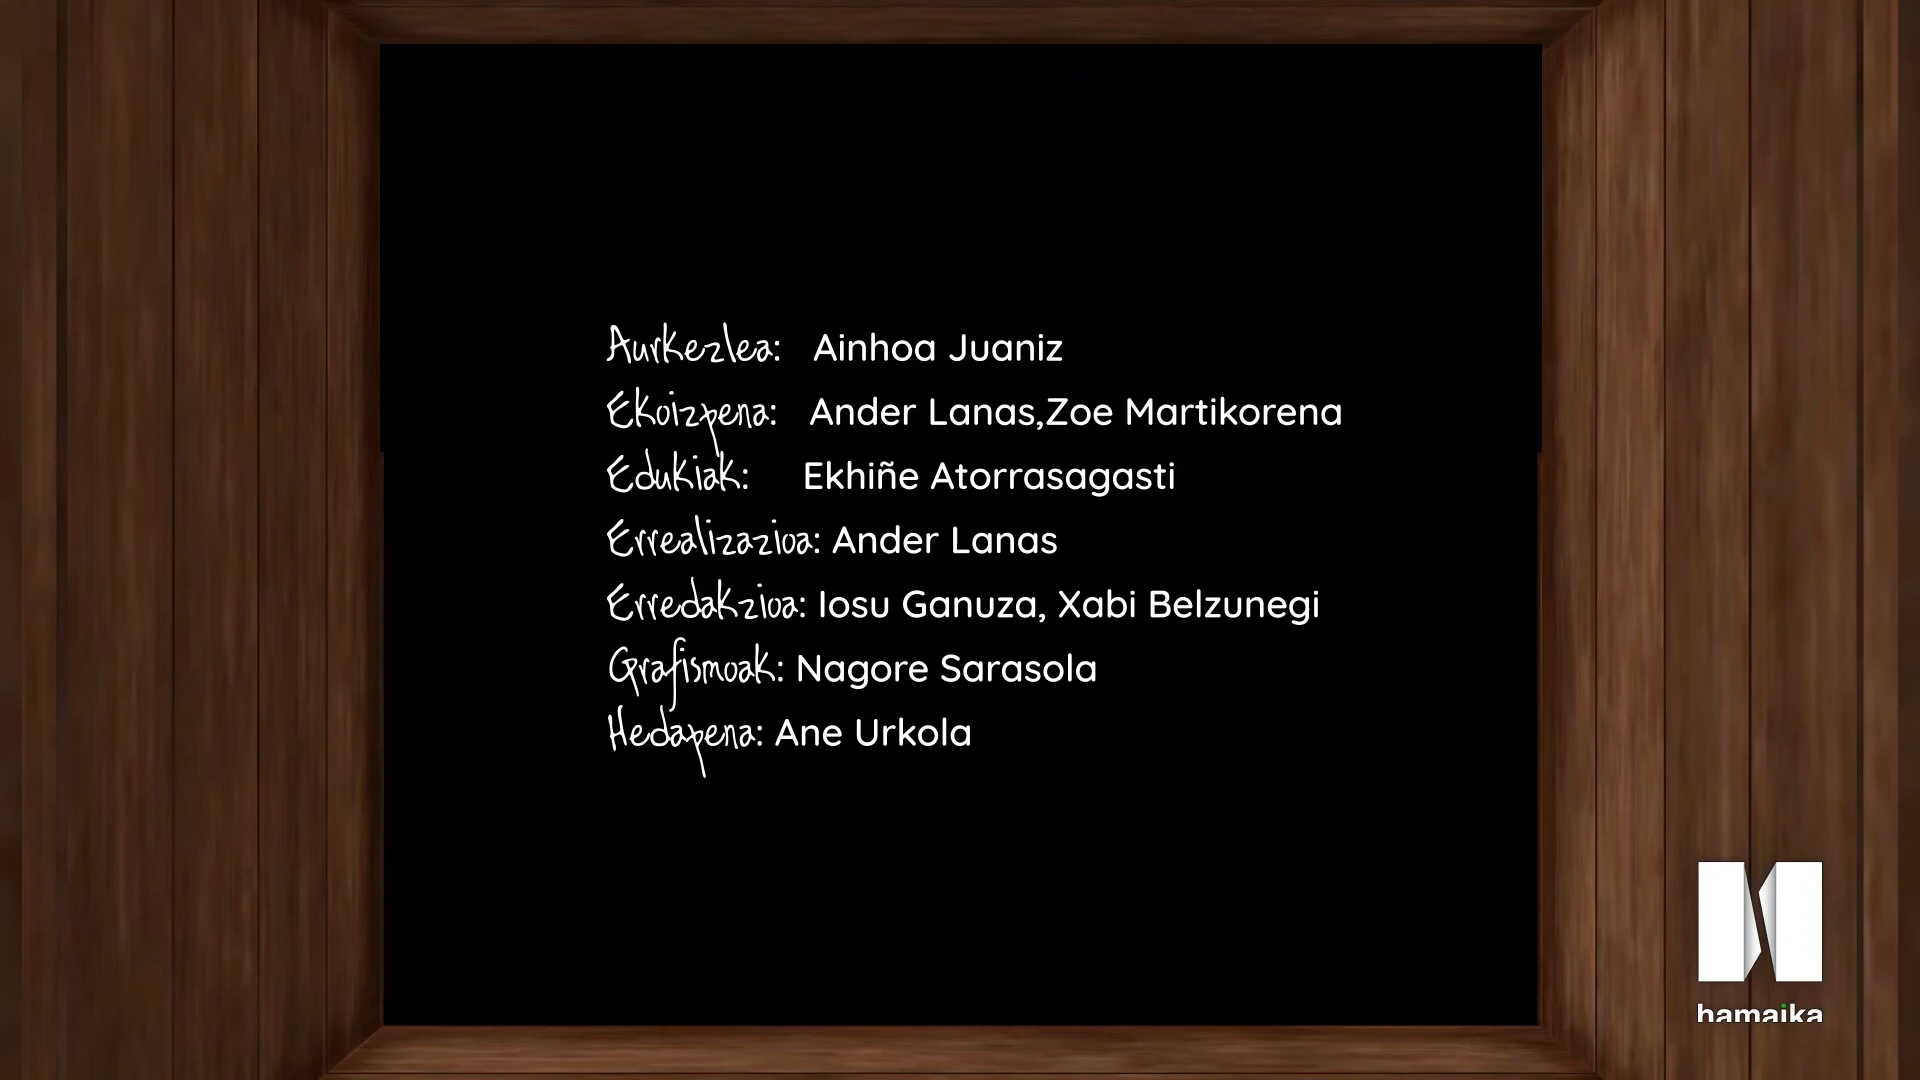 Aurkezlea: Ainhoa Juaniz
Ekoizpena: Ander Lanas,Zoe Martikorena
Edukiak: Ekhiñe Atorrasagasti
Errealizazioa: Ander Lanas
Erredakzioa: Iosu Ganuza, Xabi Belzunegi
Grafismoak: Nagore Sarasola
Hedapena: Ane Urkola
hamaika